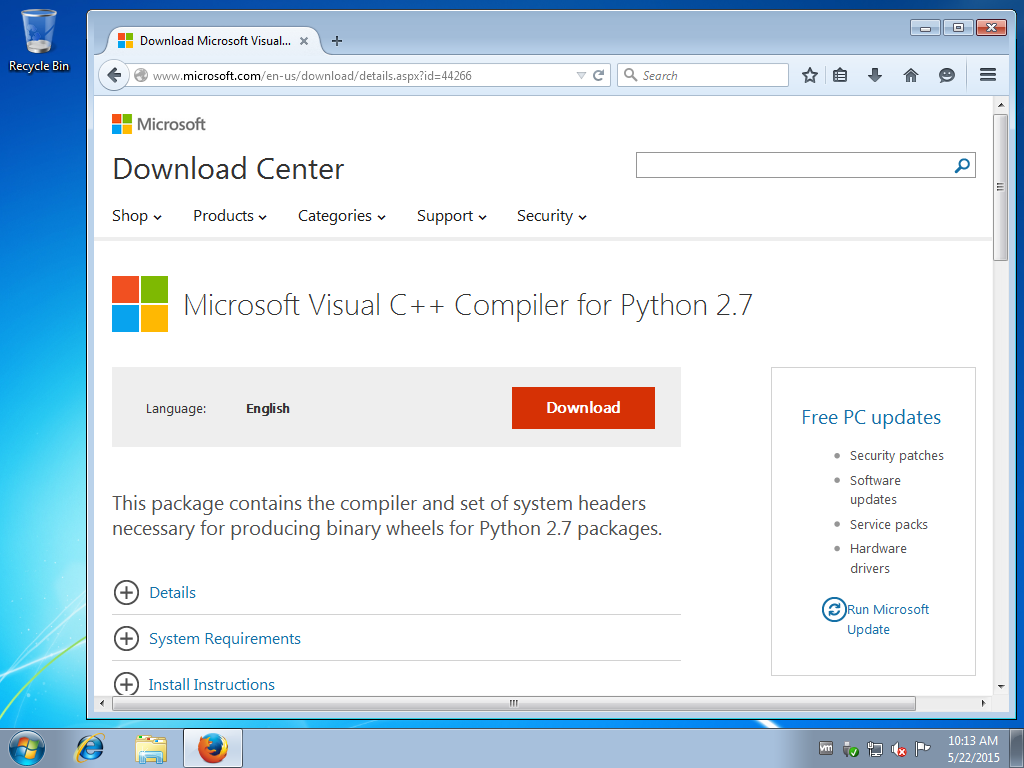 Recycle Bin
Download Microsoft Visual...
www.microsoft.com/en-us/download/details.aspx?id=44266
Search
Microsoft
Download Center
Shop Products Categories Support Security
Microsoft Visual C++ Compiler for Python 2.7
Language: English Download
This package contains the compiler and set of system headers
necessary for producing binary wheels for Python 2.7 packages.
Details
System Requirements
Install Instructions
Free PC updates
Security patches
Software
updates
Service packs
Hardware
drivers
Run Microsoft
Update
vm
10:13 AM
5/22/2015